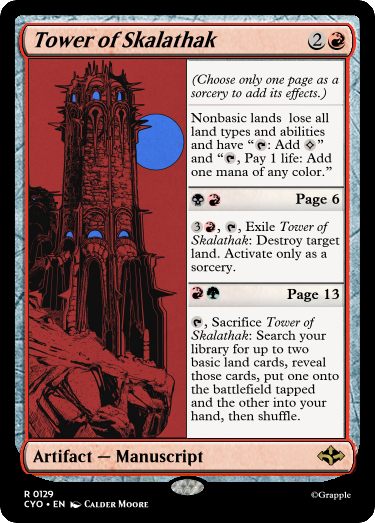 Tower of Skalathak 2
(Choose only one page as a
sorcery to add its effects.)
Nonbasic lands lose all
land types and abilities
and have “: Add ”
and “, Pay 1 life: Add
one mana of any color.”
Page 6
3 , , Exile Tower of
Skalathak: Destroy target
land. Activate only as a
sorcery.
Page 13
, Sacrifice Tower of
Skalathak: Search your
library for up to two
basic land cards, reveal
those cards, put one onto
the battlefield tapped
and the other into your
hand, then shuffle.
Artifact — Manuscript
R 0129
CYO • EN Calder Moore
©Grapple